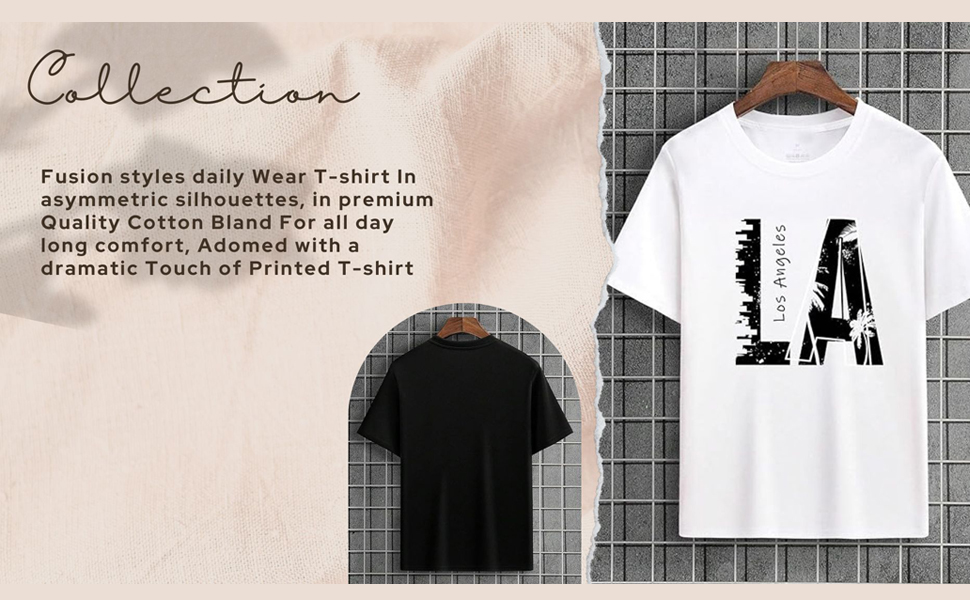 Collection
Fusion styles daily Wear T-shirt In
asymmetric silhouettes, in premium
Quality Cotton Bland For all day
long comfort, Adomed with a
dramatic Touch of Printed T-shirt
LA
Los Angeles